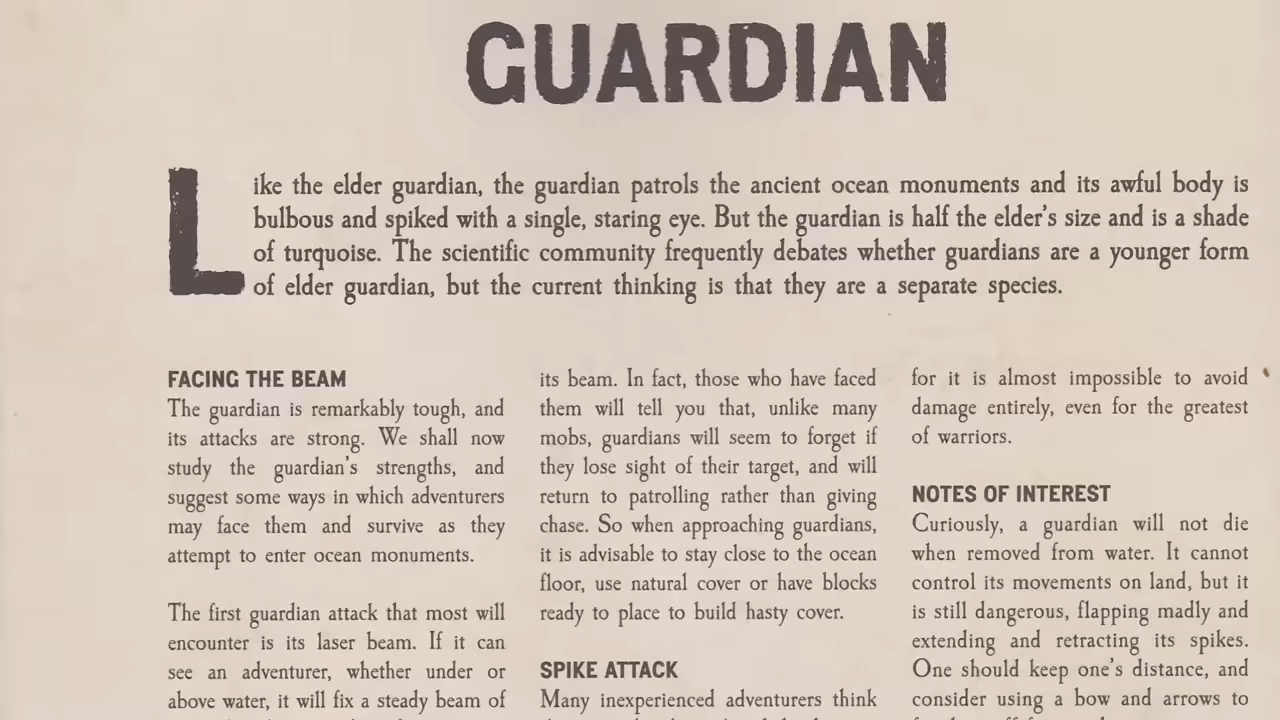 GUARDIAN
Like the elder guardian, the guardian patrols the ancient ocean monuments and its awful body is
bulbous and spiked with a single, staring eye. But the guardian is half the elder's size and is a shade
of turquoise. The scientific community frequently debates whether guardians are a younger form
of elder guardian, but the current thinking is that they are a separate species.
FACING THE BEAM
The guardian is remarkably tough, and
its attacks are strong. We shall now
study the guardian's strengths, and
suggest some ways in which adventurers
may face them and survive as they
attempt to enter ocean monuments.
The first guardian attack that most will
encounter is its laser beam. If it can
see an adventurer, whether under or
above water, it will fix a steady beam of
its beam. In fact, those who have faced
them will tell you that, unlike many
mobs, guardians will seem to forget if
they lose sight of their target, and will
return to patrolling rather than giving
chase. So when approaching guardians,
it is advisable to stay close to the ocean
floor, use natural cover or have blocks
ready to place to build hasty cover.
SPIKE ATTACK
Many inexperienced adventurers think
for it is almost impossible to avoid
damage entirely, even for the greatest
of warriors.
NOTES OF INTEREST
Curiously, a guardian will not die
when removed from water. It cannot
control its movements on land, but it
is still dangerous, flapping madly and
extending and retracting its spikes.
One should keep one's distance, and
consider using a bow and arrows to